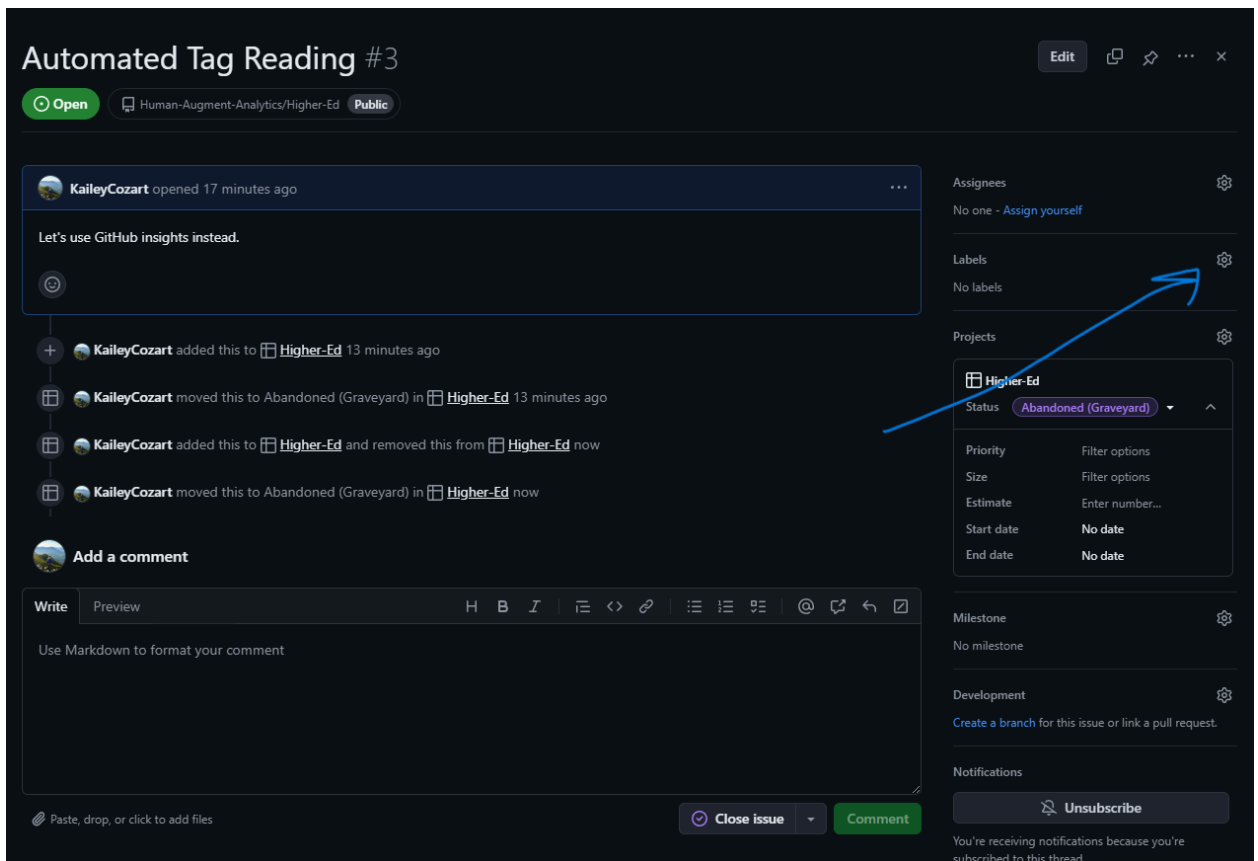 Automated Tag Reading #3
Edit
Open
Human-Augment-Analytics/Higher-Ed Public
KaileyCozart opened 17 minutes ago
Let's use GitHub insights instead.
KaileyCozart added this to Higher-Ed 13 minutes ago
KaileyCozart moved this to Abandoned (Graveyard) in Higher-Ed 13 minutes ago
KaileyCozart added this to Higher-Ed and removed this from Higher-Ed now
KaileyCozart moved this to Abandoned (Graveyard) in Higher-Ed now
Add a comment
Write Preview
H B I
Use Markdown to format your comment
Paste, drop, or click to add files
Close issue
Comment
Assignees
No one - Assign yourself
Labels
No labels
Projects
Higher-Ed
Status Abandoned (Graveyard)
Priority Filter options
Size Filter options
Estimate Enter number...
Start date No date
End date No date
Milestone
No milestone
Development
Create a branch for this issue or link a pull request.
Notifications
Unsubscribe
You're receiving notifications because you're
subscribed to this thread.